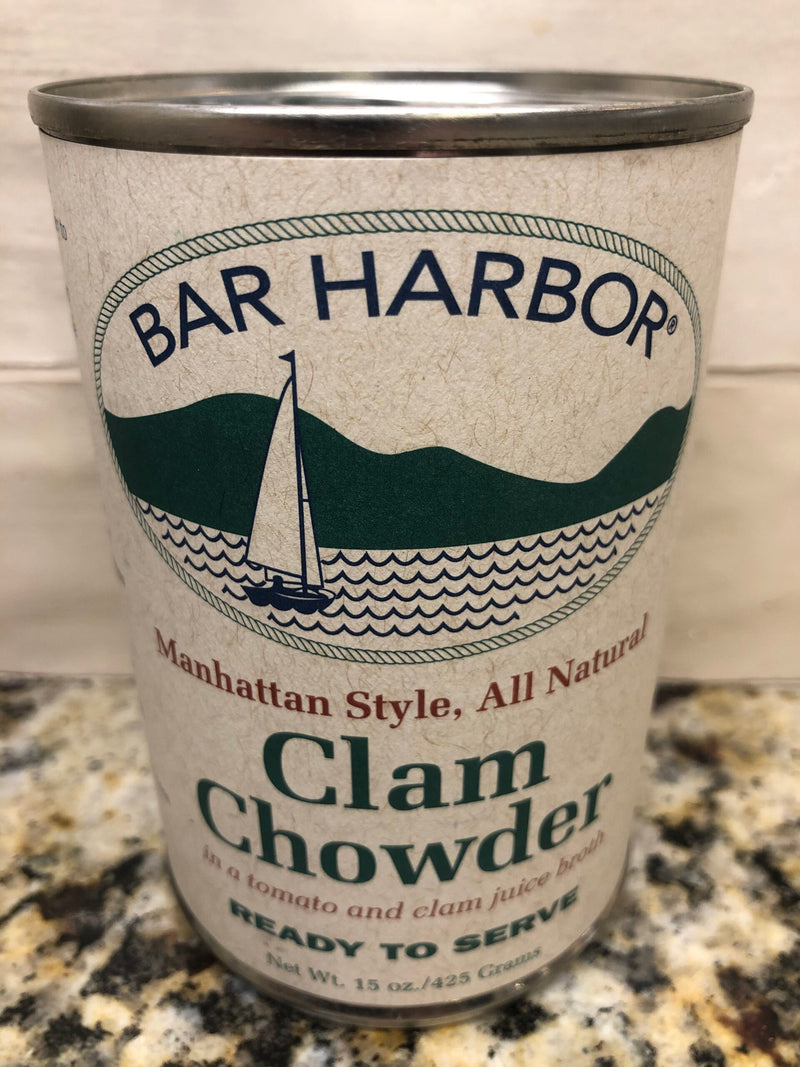 BAR HARBOR®
Manhattan Style, All Natural
Clam
Chowder
in a tomato and clam juice broth
READY TO SERVE
Net Wt. 15 oz./425 Grams